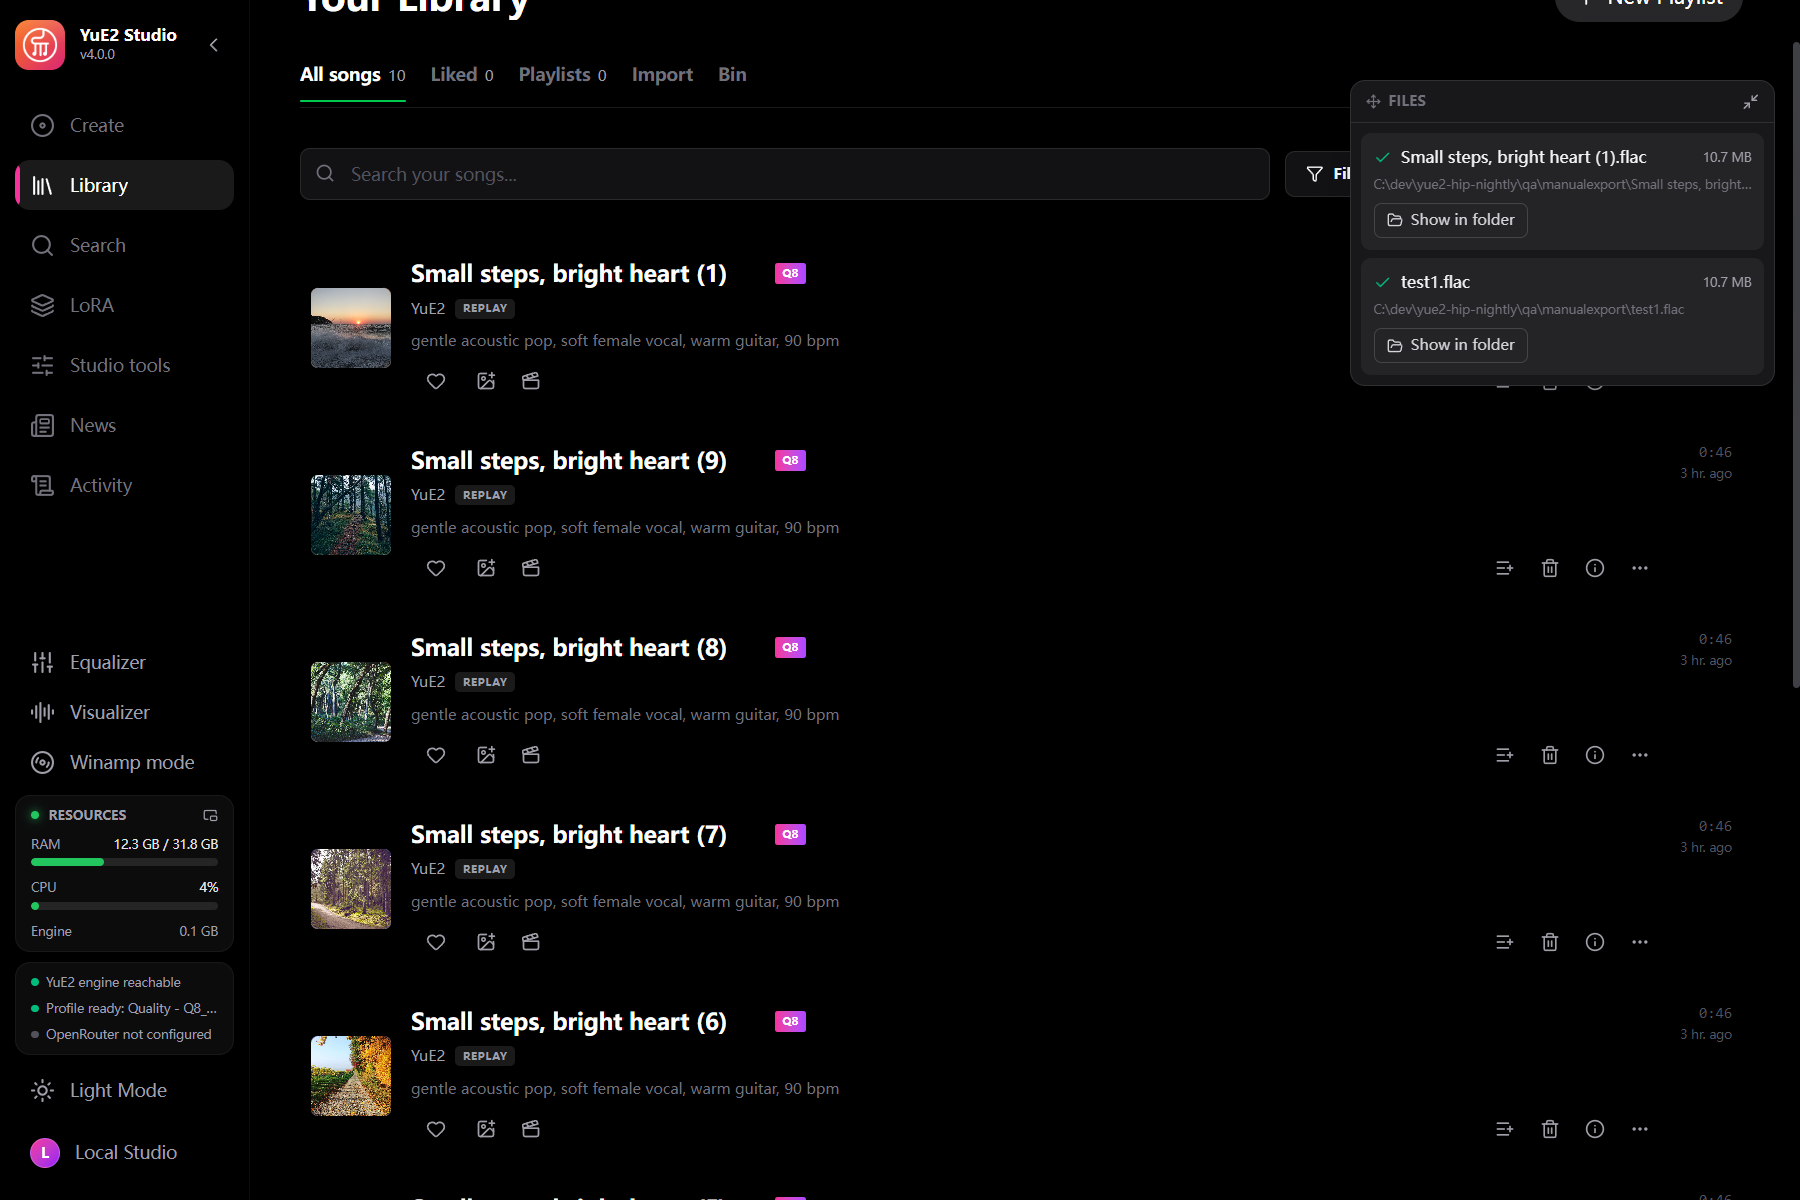 YuE2 Studio
v4.0.0
Create
Library
Search
LoRA
Studio tools
News
Activity
Equalizer
Visualizer
Winamp mode
RESOURCES
RAM 12.3 GB / 31.8 GB
CPU 4%
Engine 0.1 GB
YuE2 engine reachable
Profile ready: Quality - Q8_...
OpenRouter not configured
Light Mode
L Local Studio
Your Library
New Playlist
All songs 10 Liked 0 Playlists 0 Import Bin
Search your songs...
Fil
FILES
Small steps, bright heart (1).flac 10.7 MB
C:\dev\yue2-hip-nightly\qa\manualexport\Small steps, bright...
Show in folder
test1.flac 10.7 MB
C:\dev\yue2-hip-nightly\qa\manualexport\test1.flac
Show in folder
Small steps, bright heart (1) Q8
YuE2 REPLAY
gentle acoustic pop, soft female vocal, warm guitar, 90 bpm
Small steps, bright heart (9) Q8
0:46
YuE2 REPLAY
3 hr. ago
gentle acoustic pop, soft female vocal, warm guitar, 90 bpm
Small steps, bright heart (8) Q8
0:46
YuE2 REPLAY
3 hr. ago
gentle acoustic pop, soft female vocal, warm guitar, 90 bpm
Small steps, bright heart (7) Q8
0:46
YuE2 REPLAY
3 hr. ago
gentle acoustic pop, soft female vocal, warm guitar, 90 bpm
Small steps, bright heart (6) Q8
0:46
YuE2 REPLAY
3 hr. ago
gentle acoustic pop, soft female vocal, warm guitar, 90 bpm